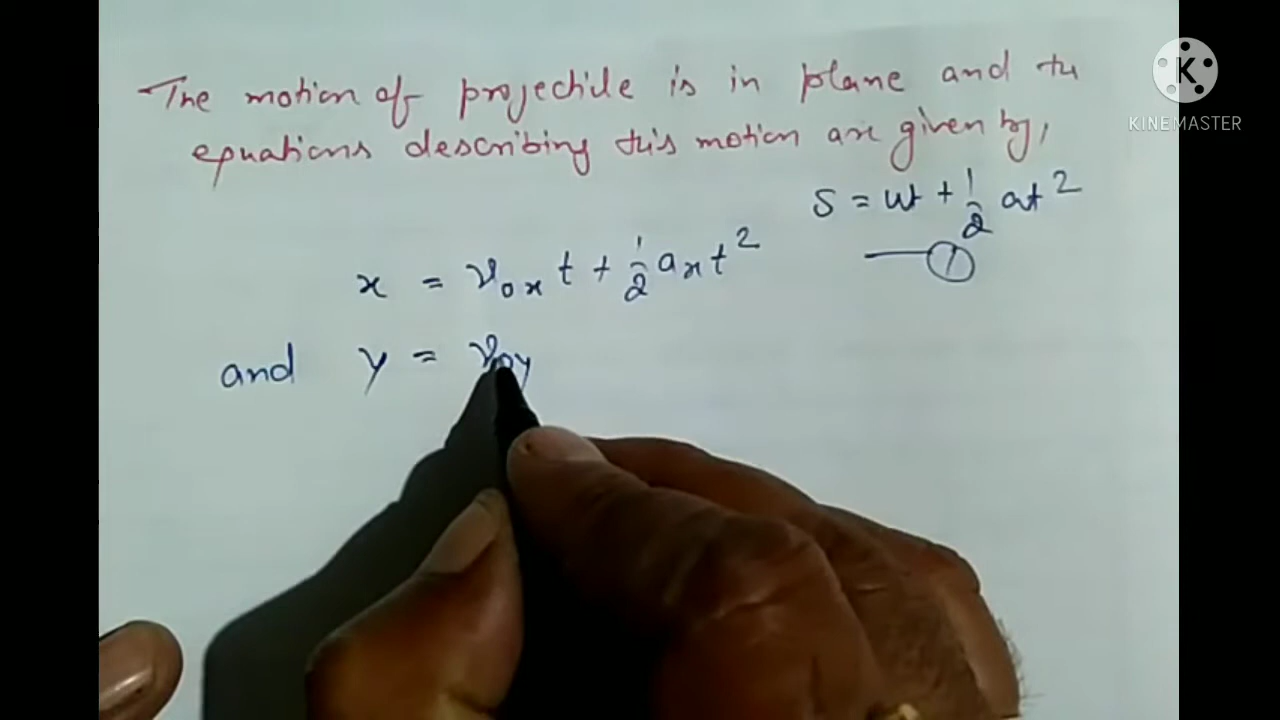 The motion of projectile is in plane and the
equations describing this motion are given by,
S = ut + 1/2 at²
x = v₀ₓ t + 1/2 aₓ t² —①
and y = v₀y
K
KINEMASTER